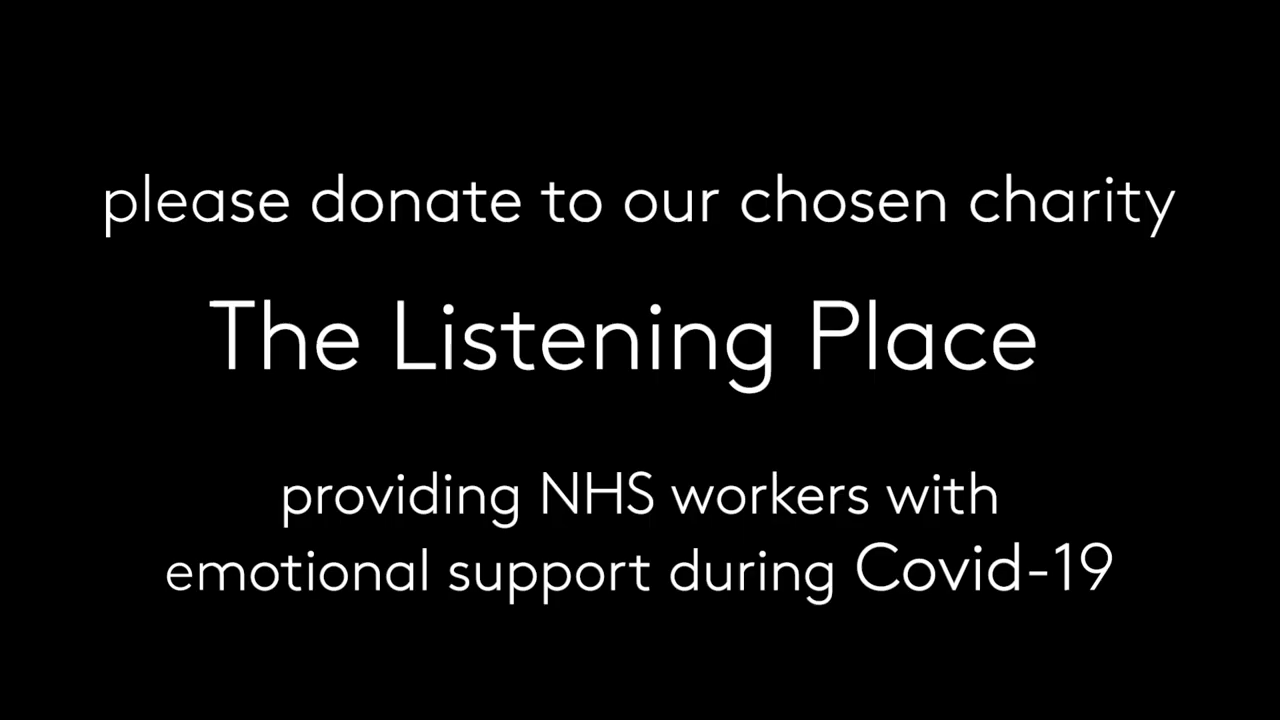 please donate to our chosen charity
The Listening Place
providing NHS workers with
emotional support during Covid-19